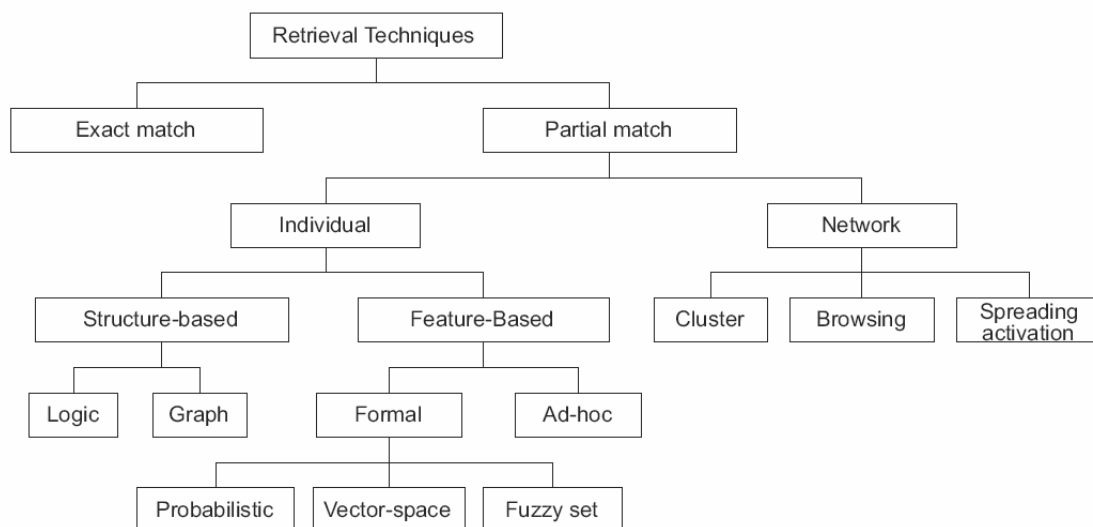 Retrieval Techniques
Exact match
Partial match
Individual
Network
Structure-based
Feature-Based
Cluster
Browsing
Spreading
activation
Logic
Graph
Formal
Ad-hoc
Probabilistic
Vector-space
Fuzzy set